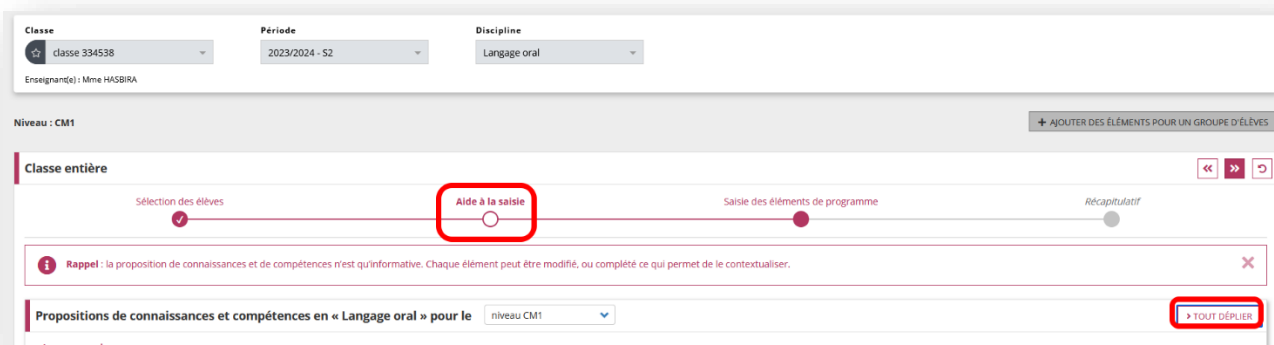 Classe Période Discipline
classe 334538 2023/2024 - S2 Langage oral
Enseignant(e) : Mme HASBIRA
Niveau : CM1 + AJOUTER DES ÉLÉMENTS POUR UN GROUPE D'ÉLÈVES
Classe entière
Sélection des élèves Aide à la saisie Saisie des éléments de programme Récapitulatif
Rappel : la proposition de connaissances et de compétences n'est qu'informative. Chaque élément peut être modifié, ou complété ce qui permet de le contextualiser.
Propositions de connaissances et compétences en « Langage oral » pour le niveau CM1 > TOUT DÉPLIER